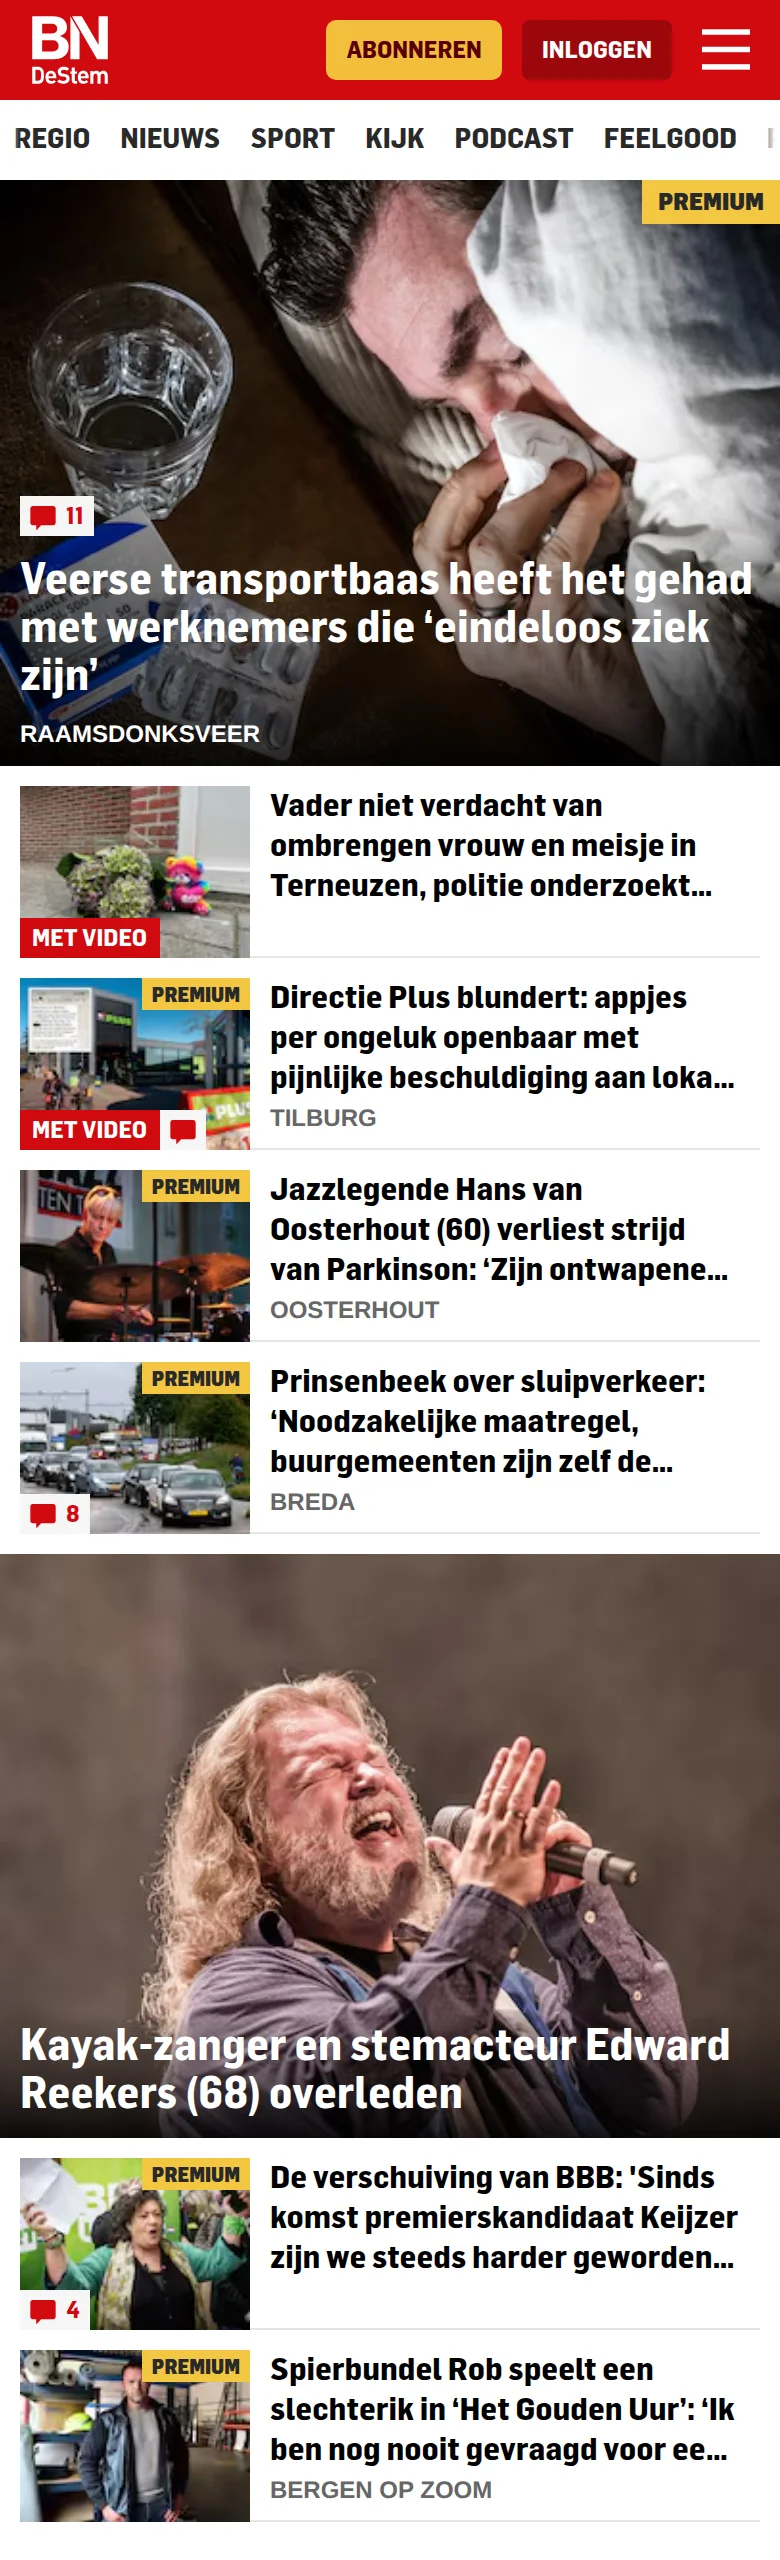 BN
DeStem
ABONNEREN
INLOGGEN
REGIO NIEUWS SPORT KIJK PODCAST FEELGOOD
PREMIUM
11
Veerse transportbaas heeft het gehad
met werknemers die ‘eindeloos ziek
zijn’
RAAMSDONKSVEER
MET VIDEO
Vader niet verdacht van
ombrengen vrouw en meisje in
Terneuzen, politie onderzoekt...
PREMIUM
PLUS
PLUS
MET VIDEO
Directie Plus blundert: appjes
per ongeluk openbaar met
pijnlijke beschuldiging aan loka...
TILBURG
PREMIUM
Jazzlegende Hans van
Oosterhout (60) verliest strijd
van Parkinson: ‘Zijn ontwapene...
OOSTERHOUT
PREMIUM
8
Prinsenbeek over sluipverkeer:
‘Noodzakelijke maatregel,
buurgemeenten zijn zelf de...
BREDA
Kayak-zanger en stemacteur Edward
Reekers (68) overleden
PREMIUM
4
De verschuiving van BBB: 'Sinds
komst premierskandidaat Keijzer
zijn we steeds harder geworden...
PREMIUM
Spierbundel Rob speelt een
slechterik in ‘Het Gouden Uur’: ‘Ik
ben nog nooit gevraagd voor ee...
BERGEN OP ZOOM